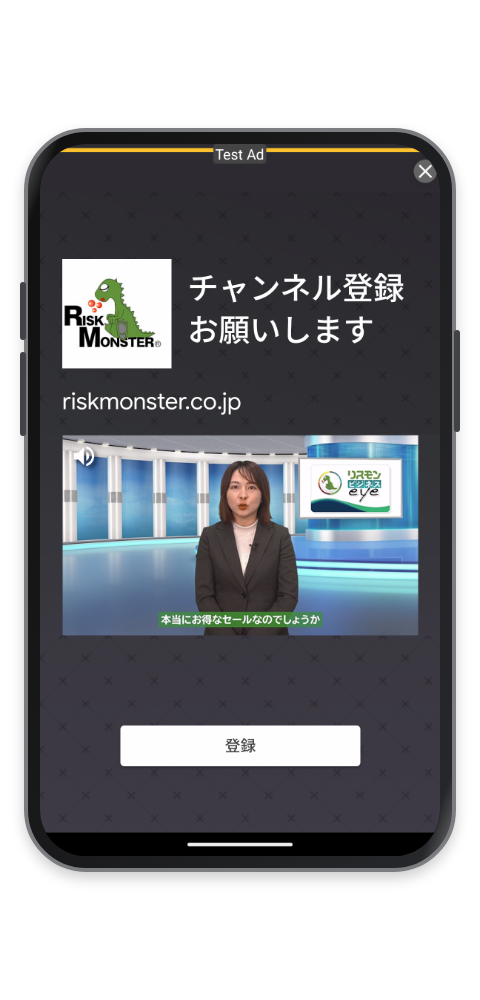 Test Ad
RISK
MONSTER®
チャンネル登録
お願いします
riskmonster.co.jp
リスモン
ビジネス
eye
本当にお得なセールなのでしょうか
登録